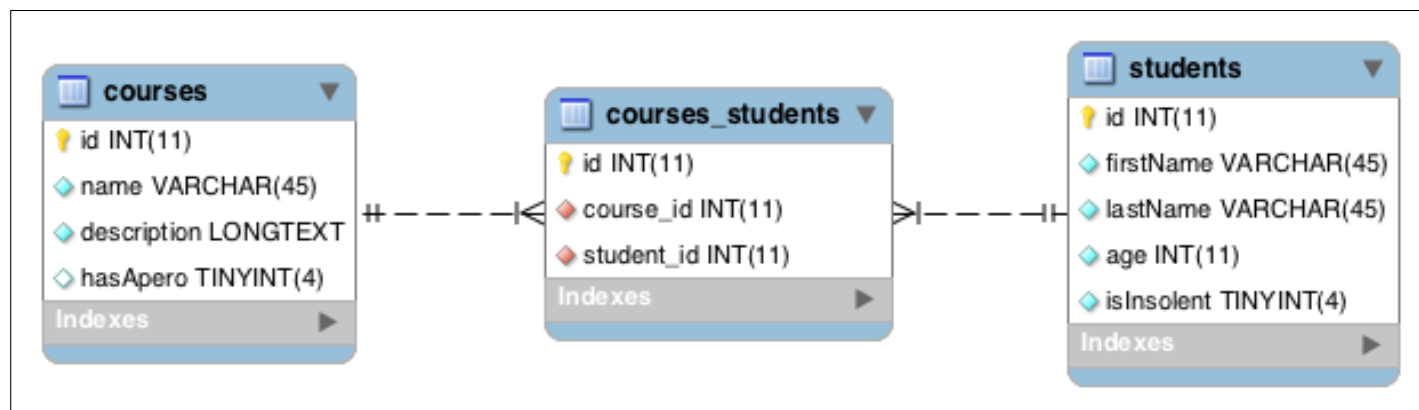 courses
id INT(11)
name VARCHAR(45)
description LONGTEXT
hasApero TINYINT(4)
Indexes
courses_students
id INT(11)
course_id INT(11)
student_id INT(11)
Indexes
students
id INT(11)
firstName VARCHAR(45)
lastName VARCHAR(45)
age INT(11)
isInsolent TINYINT(4)
Indexes